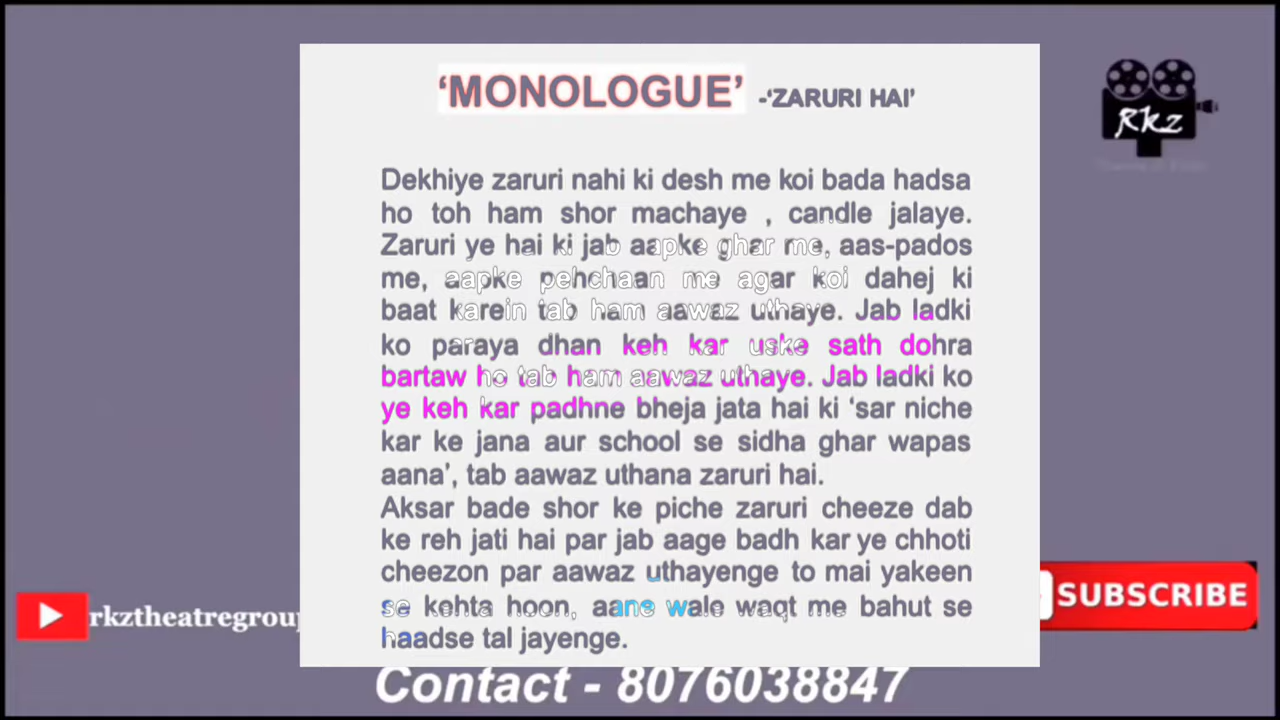 ‘MONOLOGUE’ -‘ZARURI HAI’
Rkz
Dekhiye zaruri nahi ki desh me koi bada hadsa
ho toh ham shor machaye , candle jalaye.
Zaruri ye hai ki jab aapke ghar me, aas-pados
me, aapke pehchaan me agar koi dahej ki
baat karein tab ham aawaz uthaye. Jab ladki
ko paraya dhan keh kar uske sath dohra
bartaw ho tab ham aawaz uthaye. Jab ladki ko
ye keh kar padhne bheja jata hai ki ‘sar niche
kar ke jana aur school se sidha ghar wapas
aana’, tab aawaz uthana zaruri hai.
Aksar bade shor ke piche zaruri cheeze dab
ke reh jati hai par jab aage badh kar ye chhoti
cheezon par aawaz uthayenge to mai yakeen
se kehta hoon, aane wale waqt me bahut se
haadse tal jayenge.
rkztheatregroup
SUBSCRIBE
Contact - 8076038847